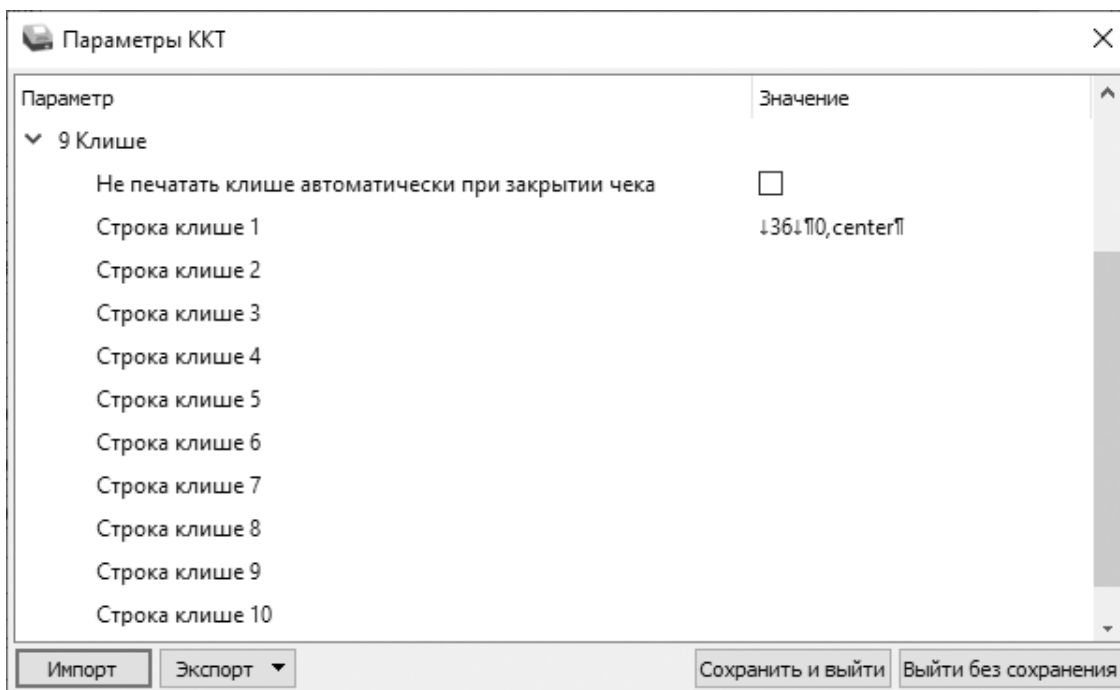 Параметры ККТ
Параметр Значение
9 Клише
Не печатать клише автоматически при закрытии чека
Строка клише 1 ↓36↓¶0,center¶
Строка клише 2
Строка клише 3
Строка клише 4
Строка клише 5
Строка клише 6
Строка клише 7
Строка клише 8
Строка клише 9
Строка клише 10
Импорт Экспорт Сохранить и выйти Выйти без сохранения